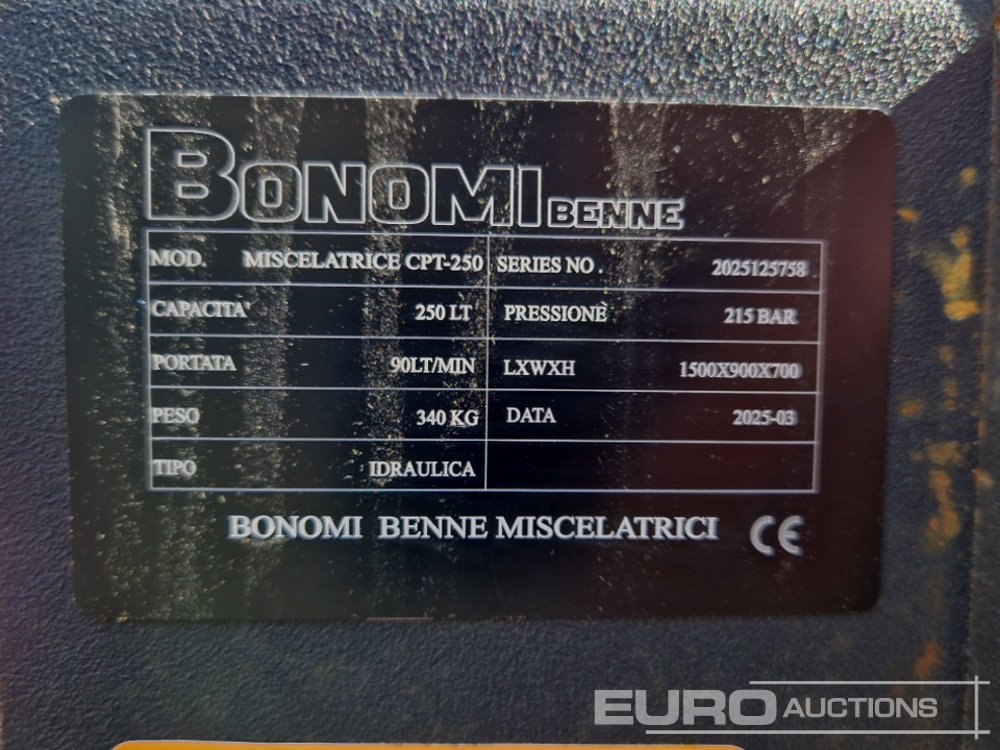 BONOMI BENNE
MOD. MISCELATRICE CPT-250 SERIES NO . 2025125758
CAPACITA' 250 LT PRESSIONE 215 BAR
PORTATA 90LT/MIN LXWXH 1500X900X700
PESO 340 KG DATA 2025-03
TIPO IDRAULICA
BONOMI BENNE MISCELATRICI CE
EURO AUCTIONS